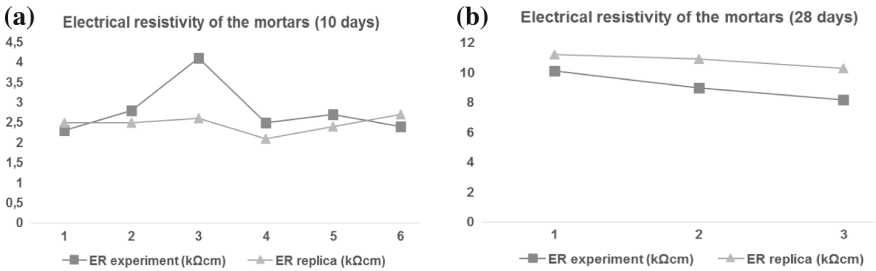 (a)
Electrical resistivity of the mortars (10 days)
4,5
4
3,5
3
2,5
2
1,5
1
0,5
0
1 2 3 4 5 6
ER experiment (kΩcm) ER replica (kΩcm)
(b)
Electrical resistivity of the mortars (28 days)
12
10
8
6
4
2
0
1 2 3
ER experiment (kΩcm) ER replica (kΩcm)